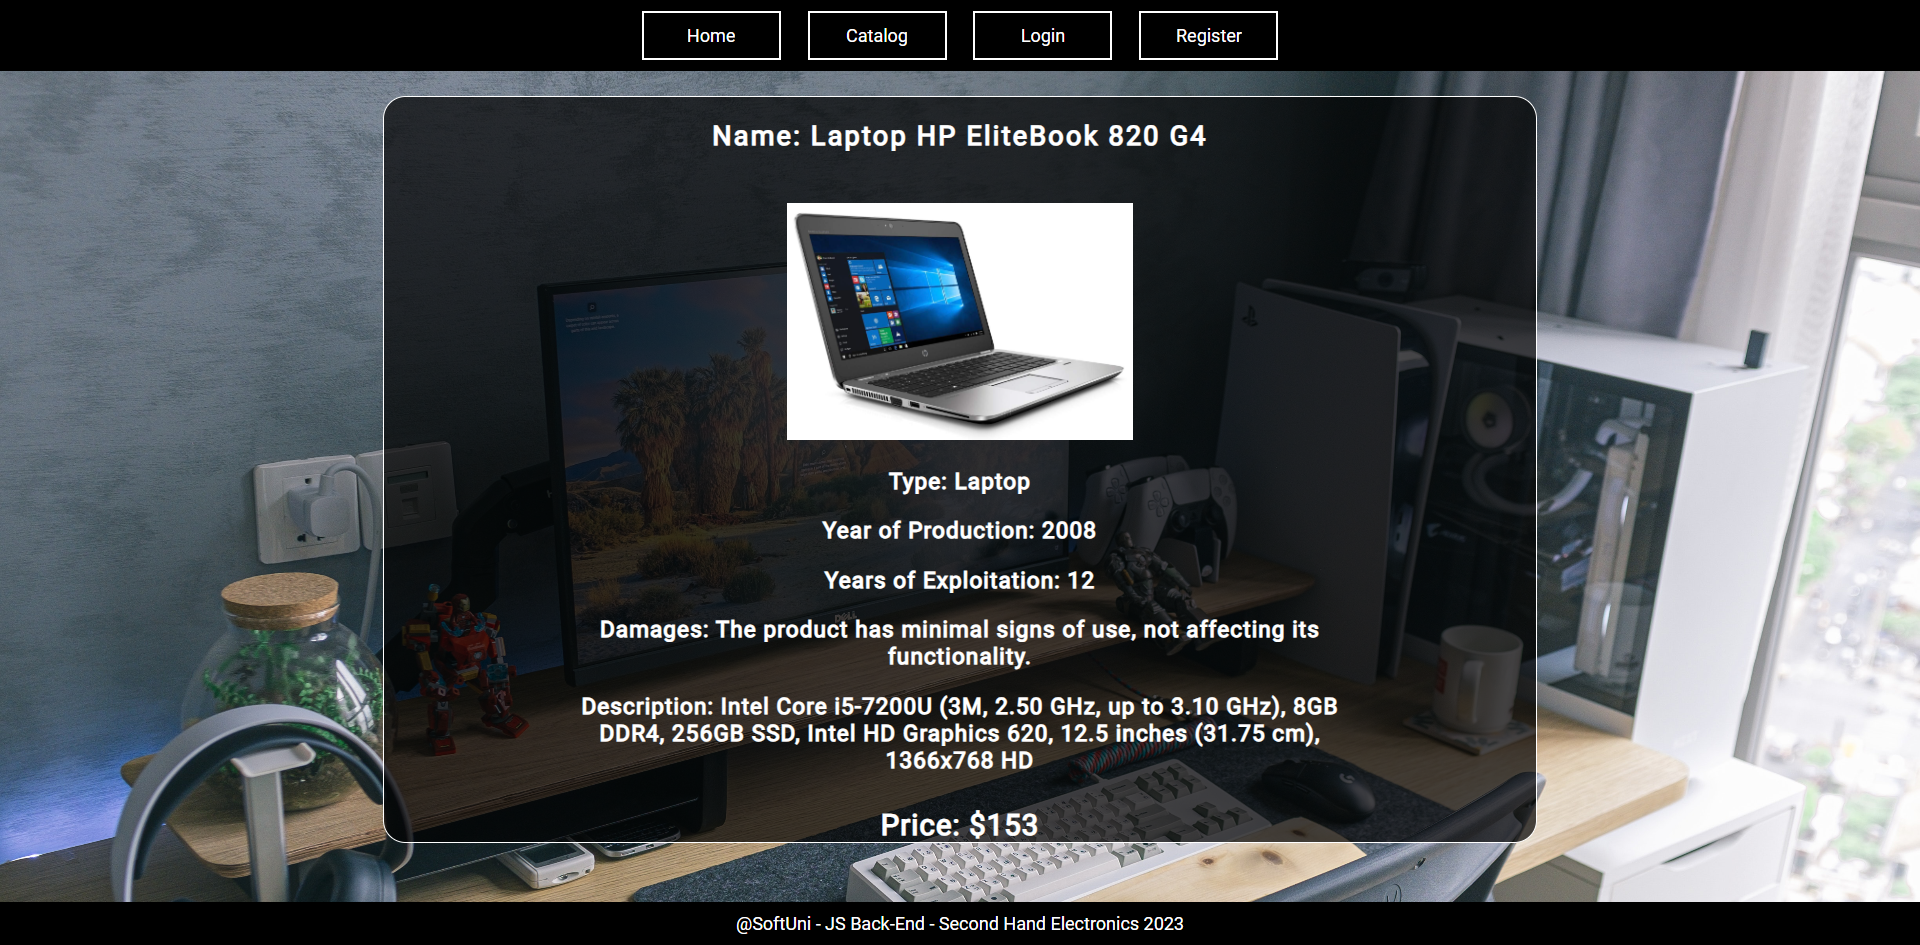 Home
Catalog
Login
Register
Name: Laptop HP EliteBook 820 G4
Type: Laptop
Year of Production: 2008
Years of Exploitation: 12
Damages: The product has minimal signs of use, not affecting its
functionality.
Description: Intel Core i5-7200U (3M, 2.50 GHz, up to 3.10 GHz), 8GB
DDR4, 256GB SSD, Intel HD Graphics 620, 12.5 inches (31.75 cm),
1366x768 HD
Price: $153
@SoftUni - JS Back-End - Second Hand Electronics 2023